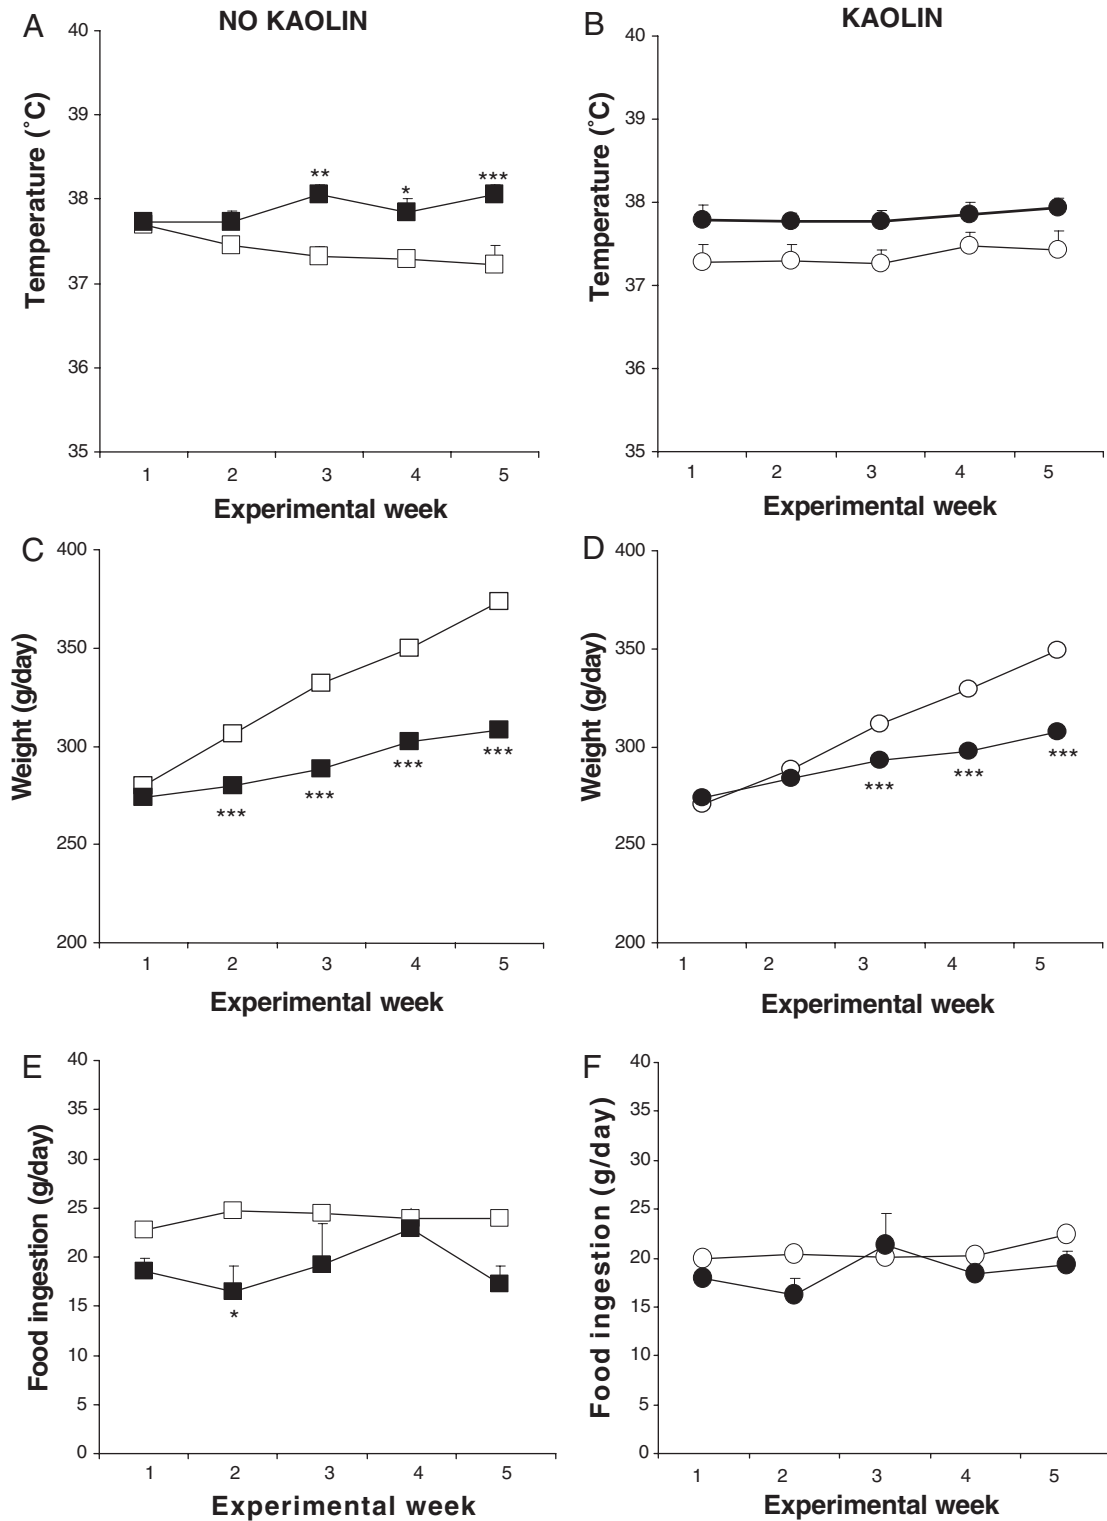 A
NO KAOLIN
Temperature (˚C)
40
39
38
37
36
35
**
*
***
1 2 3 4 5
Experimental week
B
KAOLIN
Temperature (˚C)
40
39
38
37
36
35
1 2 3 4 5
Experimental week
C
Weight (g/day)
400
350
300
250
200
***
***
***
***
1 2 3 4 5
Experimental week
D
Weight (g/day)
400
350
300
250
200
***
***
***
1 2 3 4 5
Experimental week
E
Food ingestion (g/day)
40
35
30
25
20
15
10
5
0
*
1 2 3 4 5
Experimental week
F
Food ingestion (g/day)
40
35
30
25
20
15
10
5
0
1 2 3 4 5
Experimental week